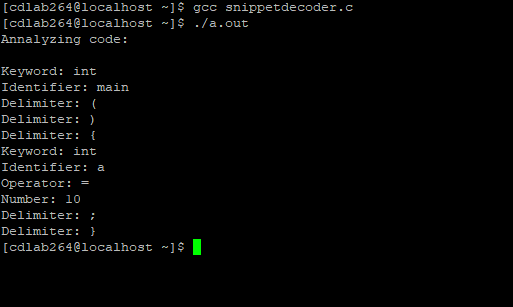 [cdlab264@localhost ~]$ gcc snippetdecoder.c
[cdlab264@localhost ~]$ ./a.out
Annalyzing code:
Keyword: int
Identifier: main
Delimiter: (
Delimiter: )
Delimiter: {
Keyword: int
Identifier: a
Operator: =
Number: 10
Delimiter: ;
Delimiter: }
[cdlab264@localhost ~]$